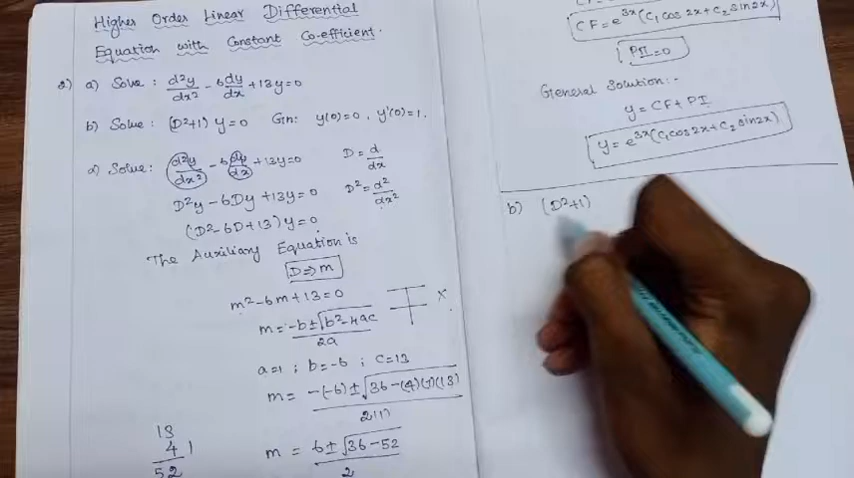 Higher Order Linear Differential
Equation with Constant Co-efficient.
2) a) Solve : d²y/dx² - 6dy/dx + 13y=0
b) Solve : (D²+1) y = 0 Gn: y(0)=0, y'(0)=1.
a) Solve: d²y/dx² - 6 dy/dx + 13y=0 D = d/dx
D²y - 6Dy + 13y = 0 D² = d²/dx²
(D² - 6D + 13) y = 0
The Auxiliary Equation is
D ⇒ m
m² - 6m + 13 = 0 X
m = -b ± √b² - 4ac / 2a
a=1 ; b = -6 ; c = 13
m = -(-6) ± √36 - (4)(1)(13) / 2(1)
13
4 1
52
m = 6 ± √36 - 52 / 2
CF = e³ˣ(C₁ cos 2x + C₂ sin 2x)
PI = 0
General Solution:-
y = CF + PI
y = e³ˣ(C₁ cos 2x + C₂ sin 2x)
b) (D²+1)